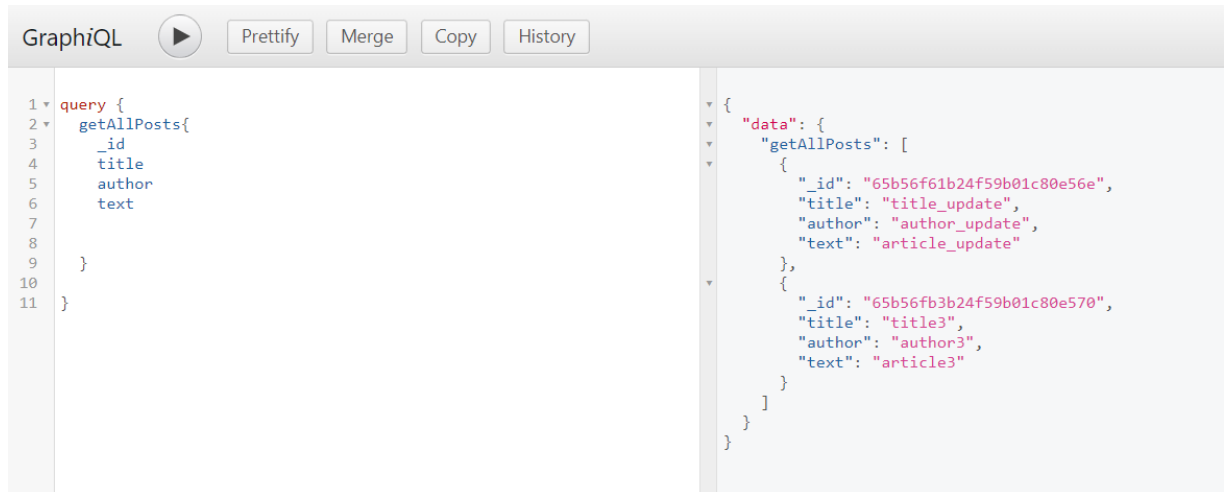 GraphiQL Prettify Merge Copy History
1 query {
2 getAllPosts{
3 _id
4 title
5 author
6 text
7
8
9 }
10
11 }
{
"data": {
"getAllPosts": [
{
"_id": "65b56f61b24f59b01c80e56e",
"title": "title_update",
"author": "author_update",
"text": "article_update"
},
{
"_id": "65b56fb3b24f59b01c80e570",
"title": "title3",
"author": "author3",
"text": "article3"
}
]
}
}